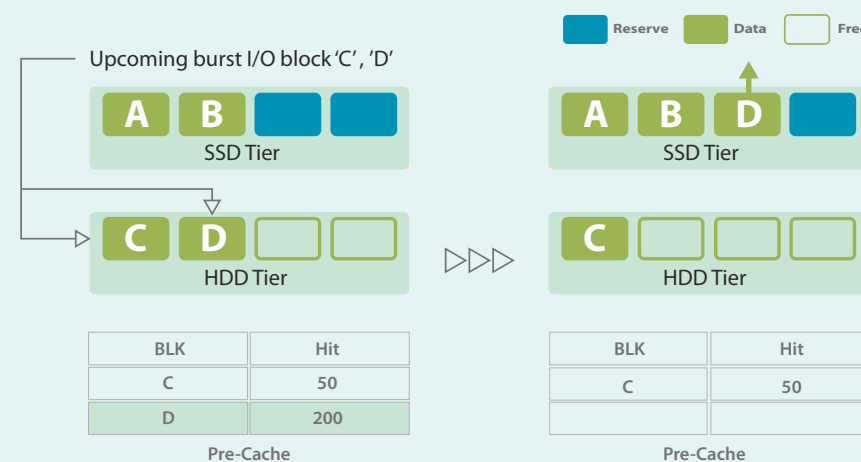 Reserve Data Free
Upcoming burst I/O block ‘C’ , ’D’
A B
SSD Tier
C D
HDD Tier
BLK Hit
C 50
D 200
Pre-Cache
A B D
SSD Tier
C
HDD Tier
BLK Hit
C 50
Pre-Cache